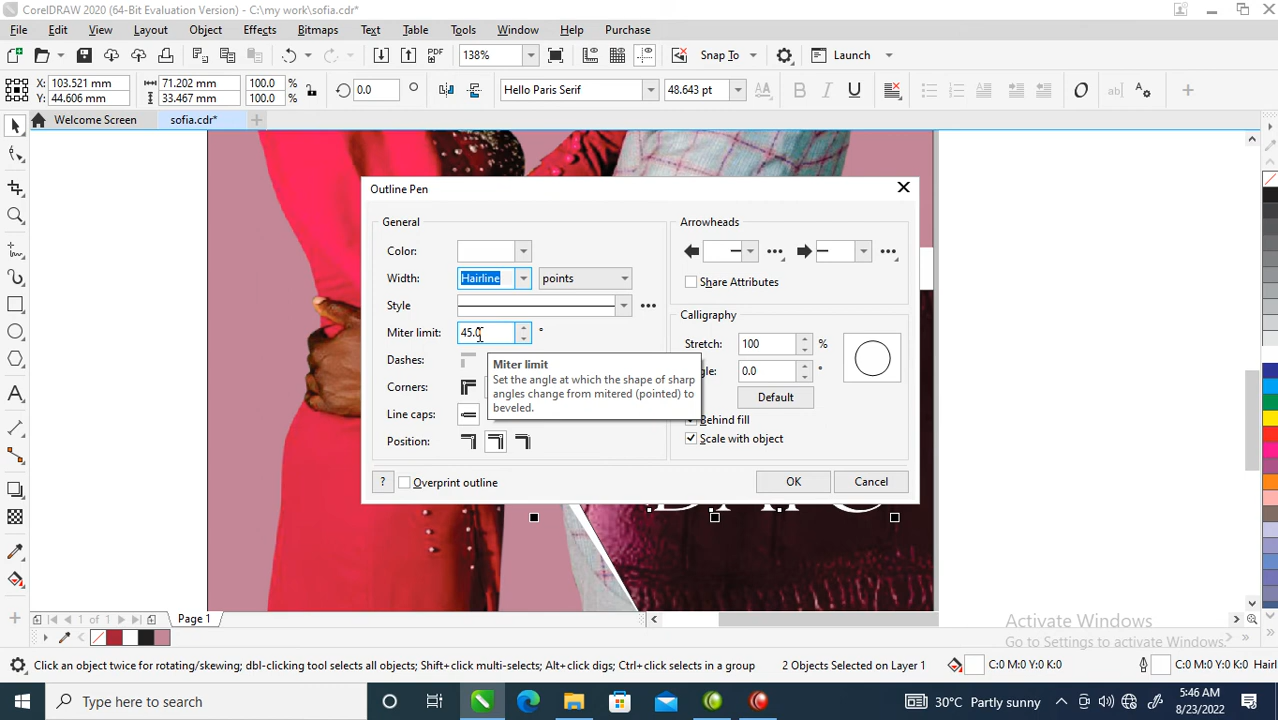 CorelDRAW 2020 (64-Bit Evaluation Version) - C:\my work\sofia.cdr*
File Edit View Layout Object Effects Bitmaps Text Table Tools Window Help Purchase
PDF 138% Snap To Launch
X: 103.521 mm 71.202 mm 100.0 % 0.0 Hello Paris Serif 48.643 pt
Y: 44.606 mm 33.467 mm 100.0 %
Welcome Screen sofia.cdr*
Outline Pen
General
Color:
Width: Hairline points
Style
Miter limit: 45.0 °
Dashes:
Corners:
Line caps:
Position:
Miter limit
Set the angle at which the shape of sharp
angles change from mitered (pointed) to
beveled.
Arrowheads
Share Attributes
Calligraphy
Stretch: 100 %
gle: 0.0 °
Default
Behind fill
Scale with object
? Overprint outline OK Cancel
1 of 1 Page 1
Activate Windows
Go to Settings to activate Windows.
Click an object twice for rotating/skewing; dbl-clicking tool selects all objects; Shift+click multi-selects; Alt+click digs; Ctrl+click selects in a group 2 Objects Selected on Layer 1 C:0 M:0 Y:0 K:0 C:0 M:0 Y:0 K:0 Hairl
Type here to search 30°C Partly sunny 5:46 AM
8/23/2022